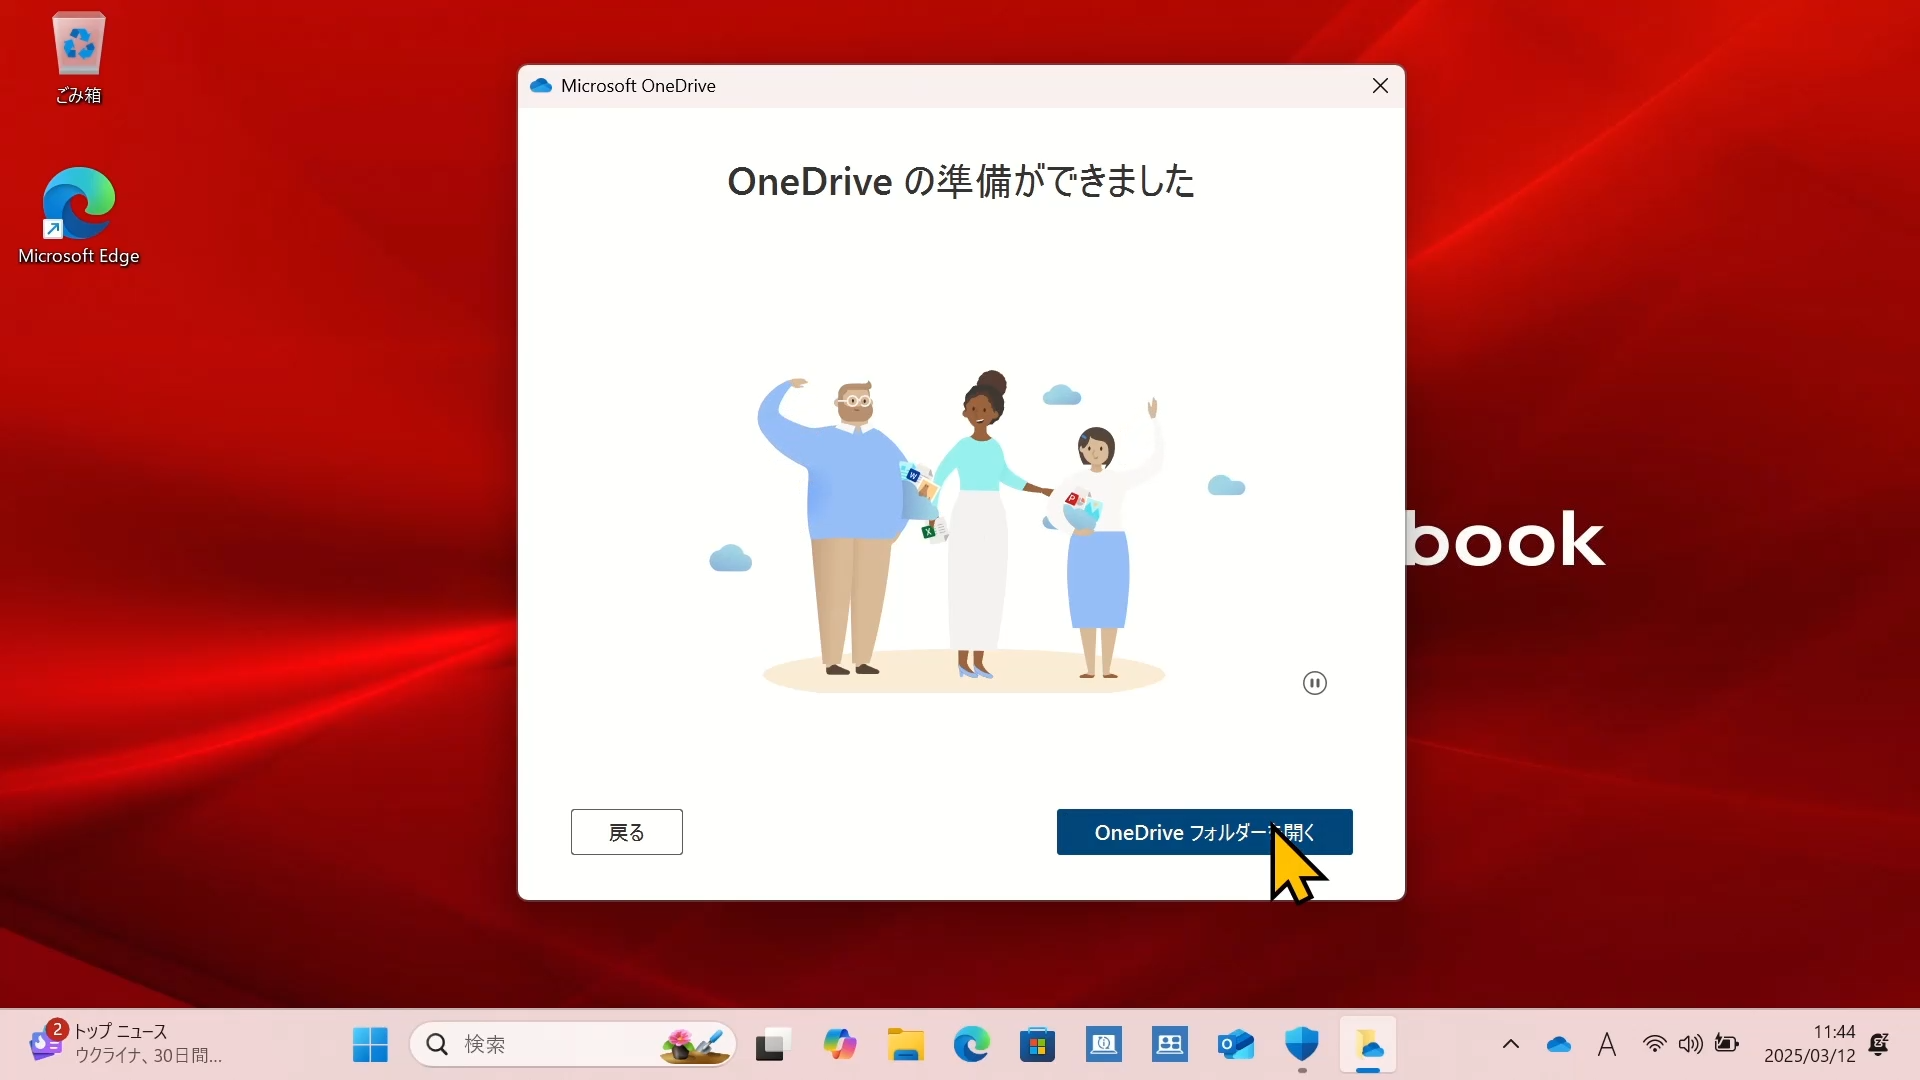 ごみ箱
Microsoft Edge
Microsoft OneDrive
OneDrive の準備ができました
book
戻る
OneDrive フォルダーを開く
2
トップ ニュース
ウクライナ、30日間...
検索
A
11:44
2025/03/12